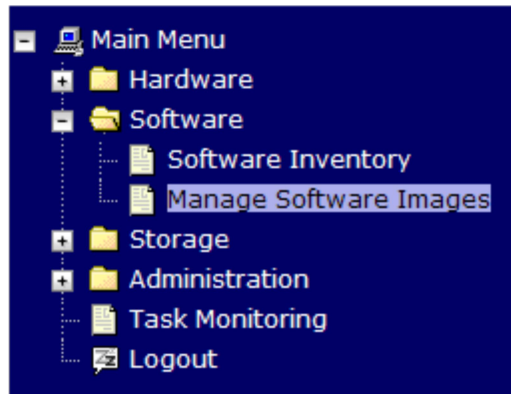 Main Menu
Hardware
Software
Software Inventory
Manage Software Images
Storage
Administration
Task Monitoring
Logout